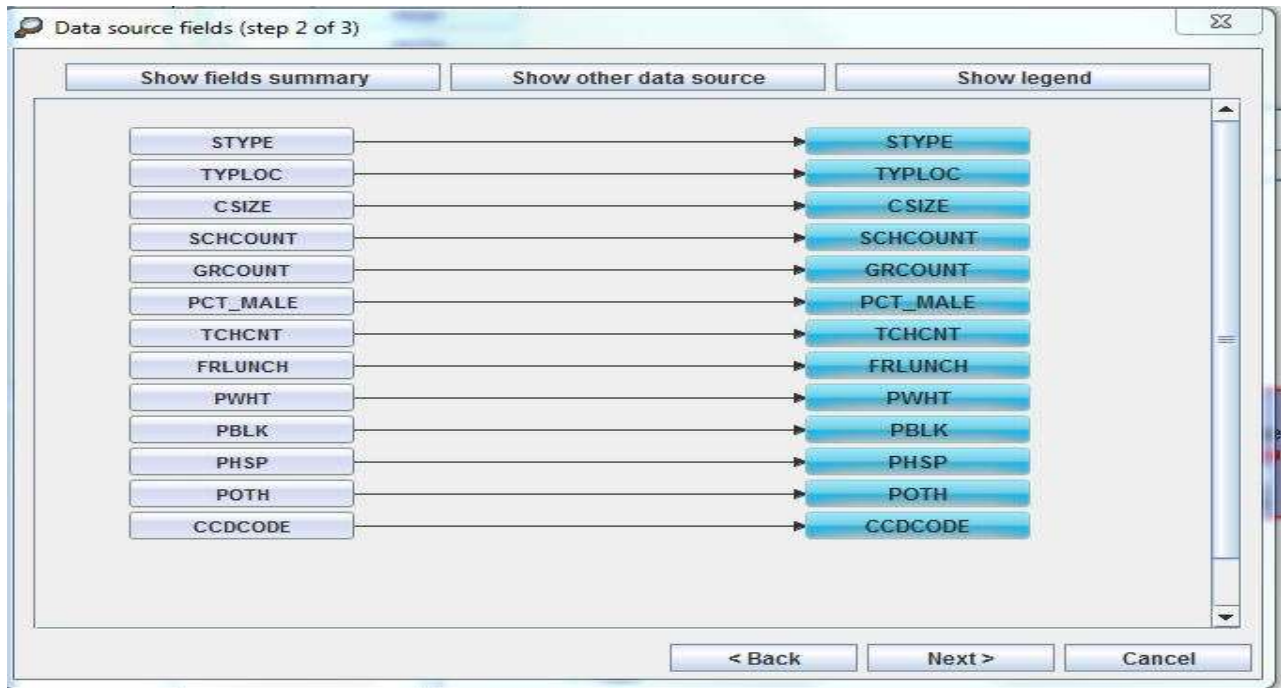 Data source fields (step 2 of 3)
Show fields summary Show other data source Show legend
STYPE STYPE
TYPLOC TYPLOC
CSIZE CSIZE
SCHCOUNT SCHCOUNT
GRCOUNT GRCOUNT
PCT_MALE PCT_MALE
TCHCNT TCHCNT
FRLUNCH FRLUNCH
PWHT PWHT
PBLK PBLK
PHSP PHSP
POTH POTH
CCDCODE CCDCODE
< Back Next > Cancel